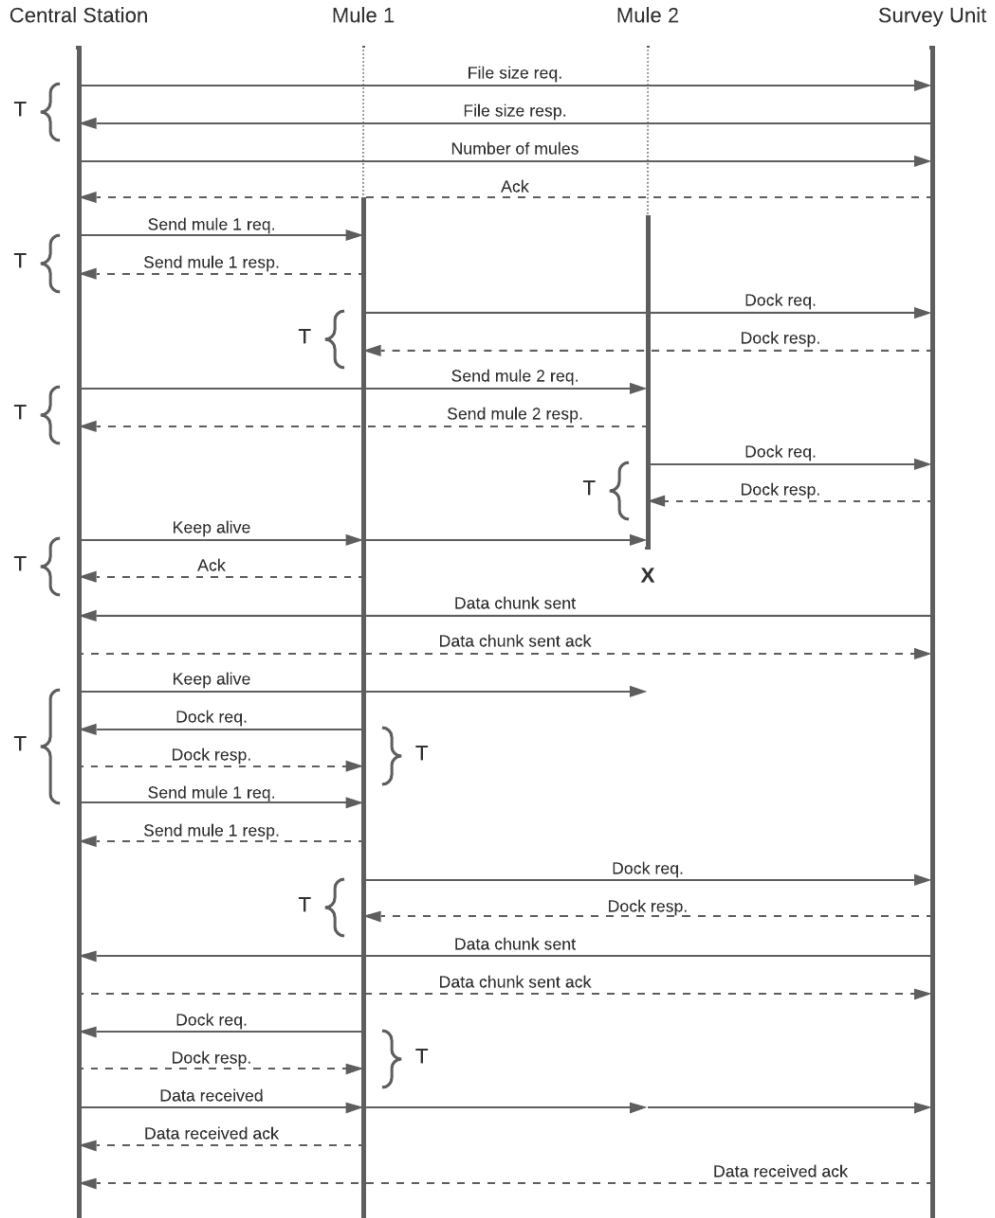 Central Station Mule 1 Mule 2 Survey Unit
File size req.
T
File size resp.
Number of mules
Ack
Send mule 1 req.
T
Send mule 1 resp.
Dock req.
T
Dock resp.
Send mule 2 req.
T
Send mule 2 resp.
Dock req.
T
Dock resp.
Keep alive
T
Ack
X
Data chunk sent
Data chunk sent ack
Keep alive
Dock req.
T
T
Dock resp.
Send mule 1 req.
Send mule 1 resp.
Dock req.
T
Dock resp.
Data chunk sent
Data chunk sent ack
Dock req.
T
Dock resp.
Data received
Data received ack
Data received ack